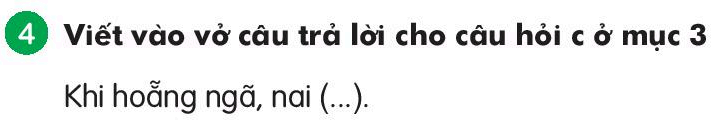 4 Viết vào vở câu trả lời cho câu hỏi c ở mục 3
Khi hoẵng ngã, nai (...).